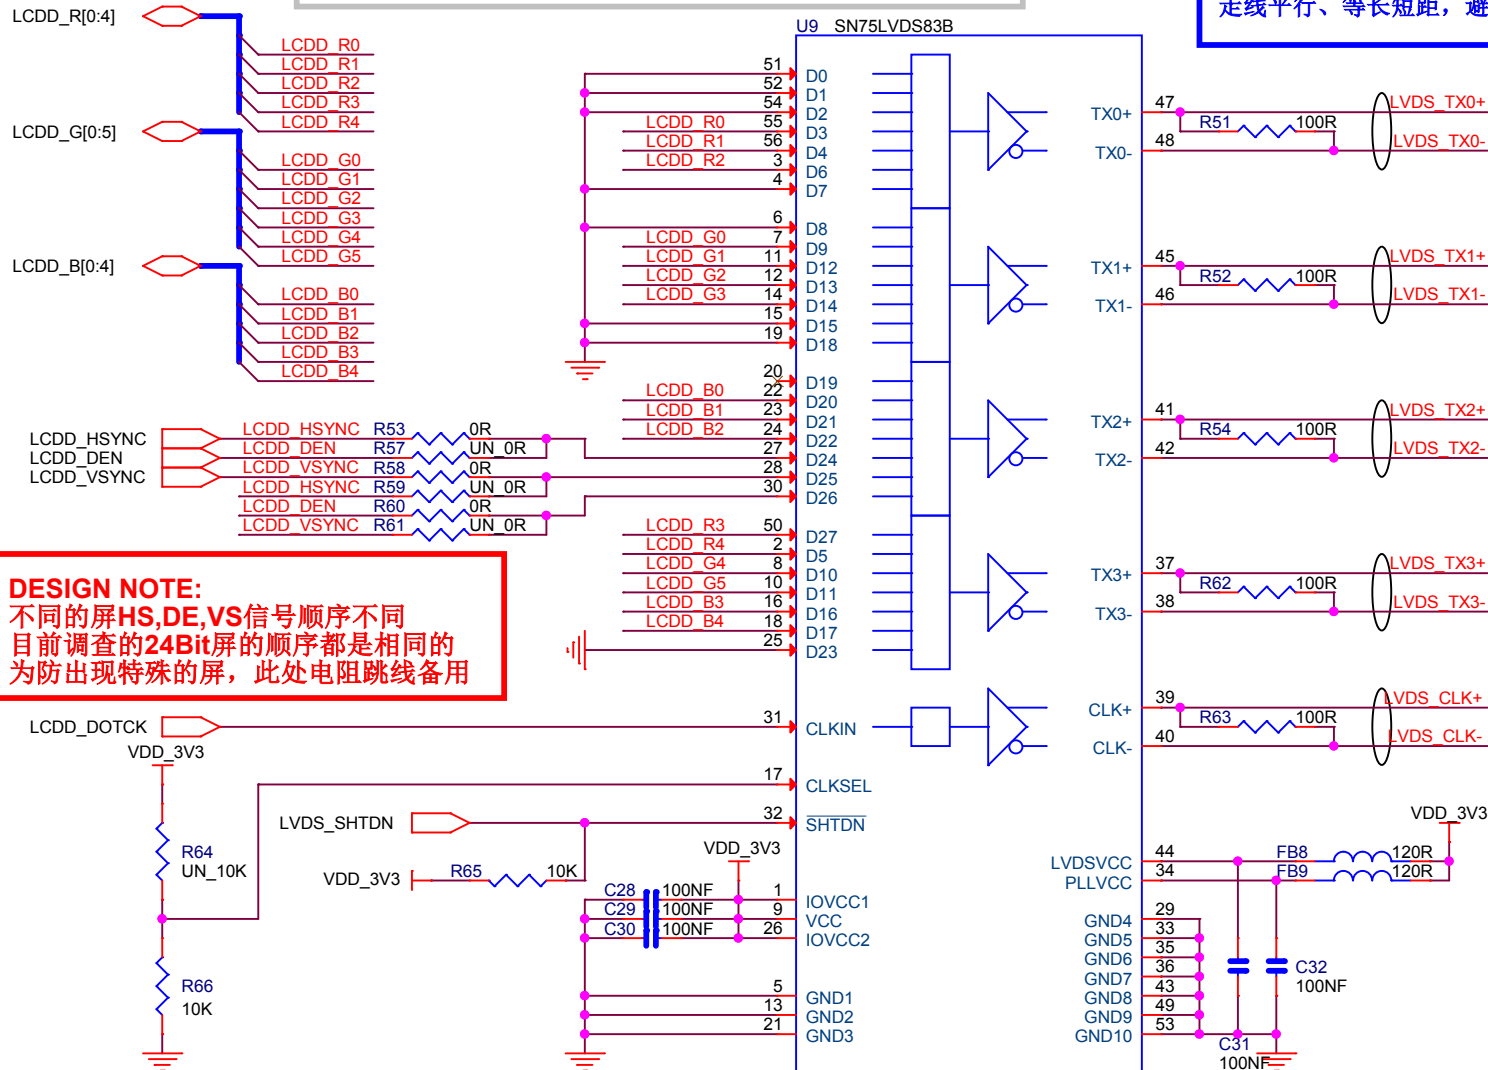 走线平行、等长短距，避
LCDD_R[0:4]
LCDD_R0
LCDD_R1
LCDD_R2
LCDD_R3
LCDD_R4
LCDD_G[0:5]
LCDD_G0
LCDD_G1
LCDD_G2
LCDD_G3
LCDD_G4
LCDD_G5
LCDD_B[0:4]
LCDD_B0
LCDD_B1
LCDD_B2
LCDD_B3
LCDD_B4
LCDD_HSYNC
LCDD_DEN
LCDD_VSYNC
LCDD_HSYNC R53 0R
LCDD_DEN R57 UN_0R
LCDD_VSYNC R58 0R
LCDD_HSYNC R59 UN_0R
LCDD_DEN R60 0R
LCDD_VSYNC R61 UN_0R
DESIGN NOTE:
不同的屏HS,DE,VS信号顺序不同
目前调查的24Bit屏的顺序都是相同的
为防出现特殊的屏，此处电阻跳线备用
LCDD_DOTCK
VDD_3V3
R64
UN_10K
R66
10K
LVDS_SHTDN
VDD_3V3 R65 10K
VDD_3V3
C28 100NF
C29 100NF
C30 100NF
U9 SN75LVDS83B
51 D0
52 D1
54 D2
LCDD_R0 55 D3
LCDD_R1 56 D4
LCDD_R2 3 D6
4 D7
6 D8
LCDD_G0 7 D9
LCDD_G1 11 D12
LCDD_G2 12 D13
LCDD_G3 14 D14
15 D15
19 D18
20 D19
LCDD_B0 22 D20
LCDD_B1 23 D21
LCDD_B2 24 D22
27 D24
28 D25
30 D26
LCDD_R3 50 D27
LCDD_R4 2 D5
LCDD_G4 8 D10
LCDD_G5 10 D11
LCDD_B3 16 D16
LCDD_B4 18 D17
25 D23
31 CLKIN
17 CLKSEL
32 SHTDN
1 IOVCC1
9 VCC
26 IOVCC2
5 GND1
13 GND2
21 GND3
TX0+ 47 LVDS_TX0+
R51 100R
TX0- 48 LVDS_TX0-
TX1+ 45 LVDS_TX1+
R52 100R
TX1- 46 LVDS_TX1-
TX2+ 41 LVDS_TX2+
R54 100R
TX2- 42 LVDS_TX2-
TX3+ 37 LVDS_TX3+
R62 100R
TX3- 38 LVDS_TX3-
CLK+ 39 LVDS_CLK+
R63 100R
CLK- 40 LVDS_CLK-
VDD_3V3
LVDSVCC 44 FB8 120R
PLLVCC 34 FB9 120R
GND4 29
GND5 33
GND6 35
GND7 36
GND8 43
GND9 49
GND10 53
C32
100NF
C31
100NF